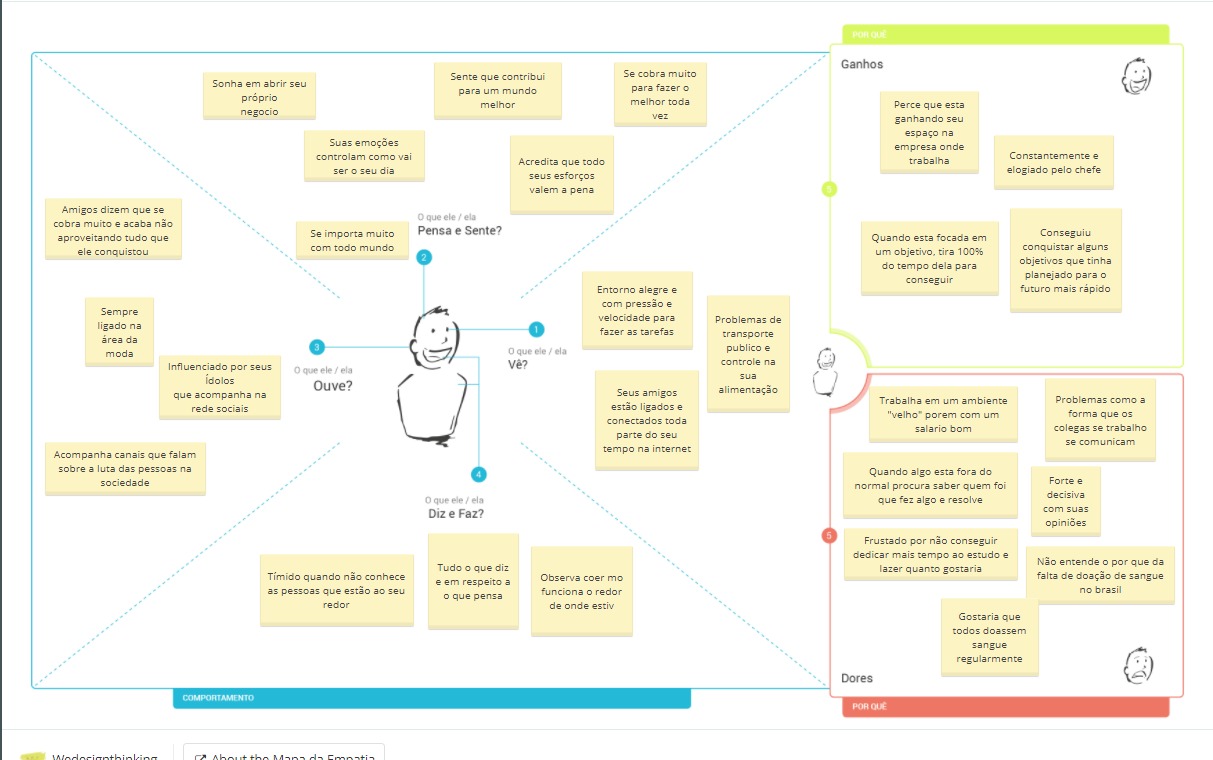 POR QUÊ
Ganhos
Sonha em abrir seu
próprio
negocio
Sente que contribui
para um mundo
melhor
Se cobra muito
para fazer o
melhor toda
vez
Suas emoções
controlam como vai
ser o seu dia
Acredita que todo
seus esforços
valem a pena
Se importa muito
com todo mundo
O que ele / ela
Pensa e Sente?
2
Amigos dizem que se
cobra muito e acaba não
aproveitando tudo que
ele conquistou
Sempre
ligado na
área da
moda
Influenciado por seus
Ídolos
que acompanha na
rede sociais
Acompanha canais que falam
sobre a luta das pessoas na
sociedade
3
O que ele / ela
Ouve?
1
O que ele / ela
Vê?
Entorno alegre e
com pressão e
velocidade para
fazer as tarefas
Problemas de
transporte
publico e
controle na
sua
alimentação
Seus amigos
estão ligados e
conectados toda
parte do seu
tempo na internet
4
O que ele / ela
Diz e Faz?
Tímido quando não conhece
as pessoas que estão ao seu
redor
Tudo o que diz
e em respeito a
o que pensa
Observa coer mo
funciona o redor
de onde estiv
COMPORTAMENTO
Perce que esta
ganhando seu
espaço na
empresa onde
trabalha
Constantemente e
elogiado pelo chefe
Quando esta focada em
um objetivo, tira 100%
do tempo dela para
conseguir
Conseguiu
conquistar alguns
objetivos que tinha
planejado para o
futuro mais rápido
Trabalha em um ambiente
"velho" porem com um
salario bom
Problemas como a
forma que os
colegas se trabalho
se comunicam
Quando algo esta fora do
normal procura saber quem foi
que fez algo e resolve
Forte e
decisiva
com suas
opiniões
5
Frustado por não conseguir
dedicar mais tempo ao estudo e
lazer quanto gostaria
Não entende o por que da
falta de doação de sangue
no brasil
Gostaria que
todos doassem
sangue
regularmente
Dores
POR QUÊ
Wedesignthinking
About the Mapa da Empatia